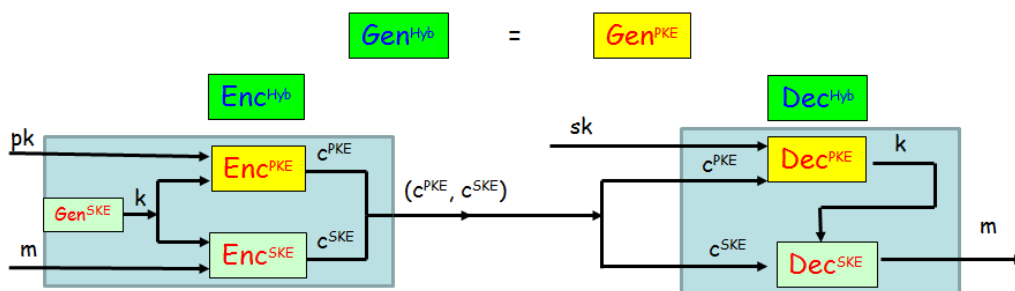 Gen^Hyb = Gen^PKE
Enc^Hyb Dec^Hyb
pk Enc^PKE c^PKE sk c^PKE Dec^PKE k
Gen^SKE k (c^PKE, c^SKE)
m Enc^SKE c^SKE c^SKE Dec^SKE m